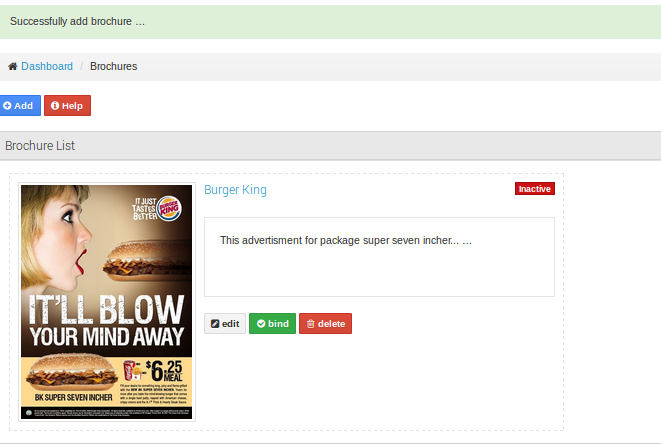 Successfully add brochure ...
Dashboard / Brochures
Add Help
Brochure List
Burger King
Inactive
This advertisment for package super seven incher... ...
edit bind delete
IT JUST
TASTES
BETTER
BURGER
KING
IT'LL BLOW
YOUR MIND AWAY
$6.25
MEAL
BK SUPER SEVEN INCHER